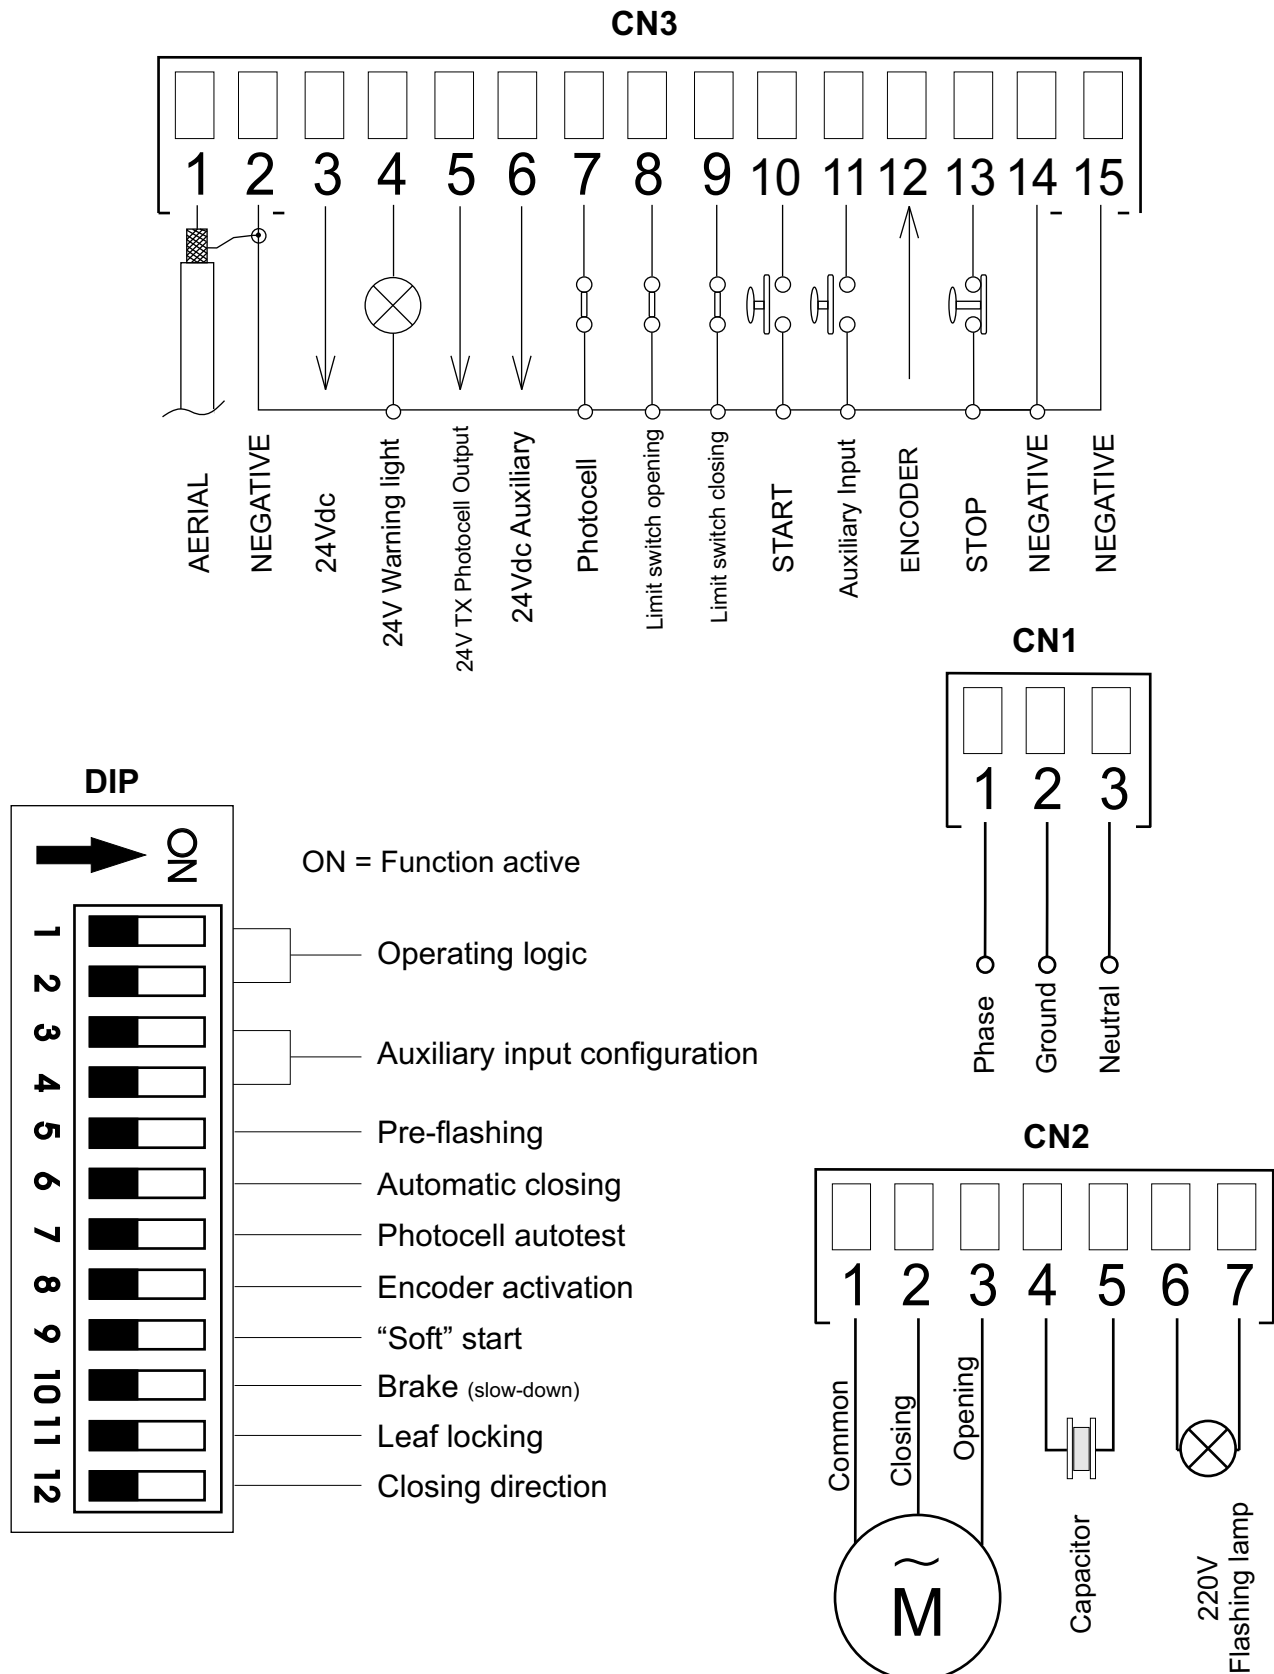 CN3
1 2 3 4 5 6 7 8 9 10 11 12 13 14 15
AERIAL
NEGATIVE
24Vdc
24V Warning light
24V TX Photocell Output
24Vdc Auxiliary
Photocell
Limit switch opening
Limit switch closing
START
Auxiliary Input
ENCODER
STOP
NEGATIVE
NEGATIVE
CN1
1 2 3
Phase
Ground
Neutral
DIP
ON
ON = Function active
1
2
Operating logic
3
4
Auxiliary input configuration
5 Pre-flashing
6 Automatic closing
7 Photocell autotest
8 Encoder activation
9 “Soft” start
10 Brake (slow-down)
11 Leaf locking
12 Closing direction
CN2
1 2 3 4 5 6 7
Common
Closing
Opening
M
Capacitor
220V
Flashing lamp